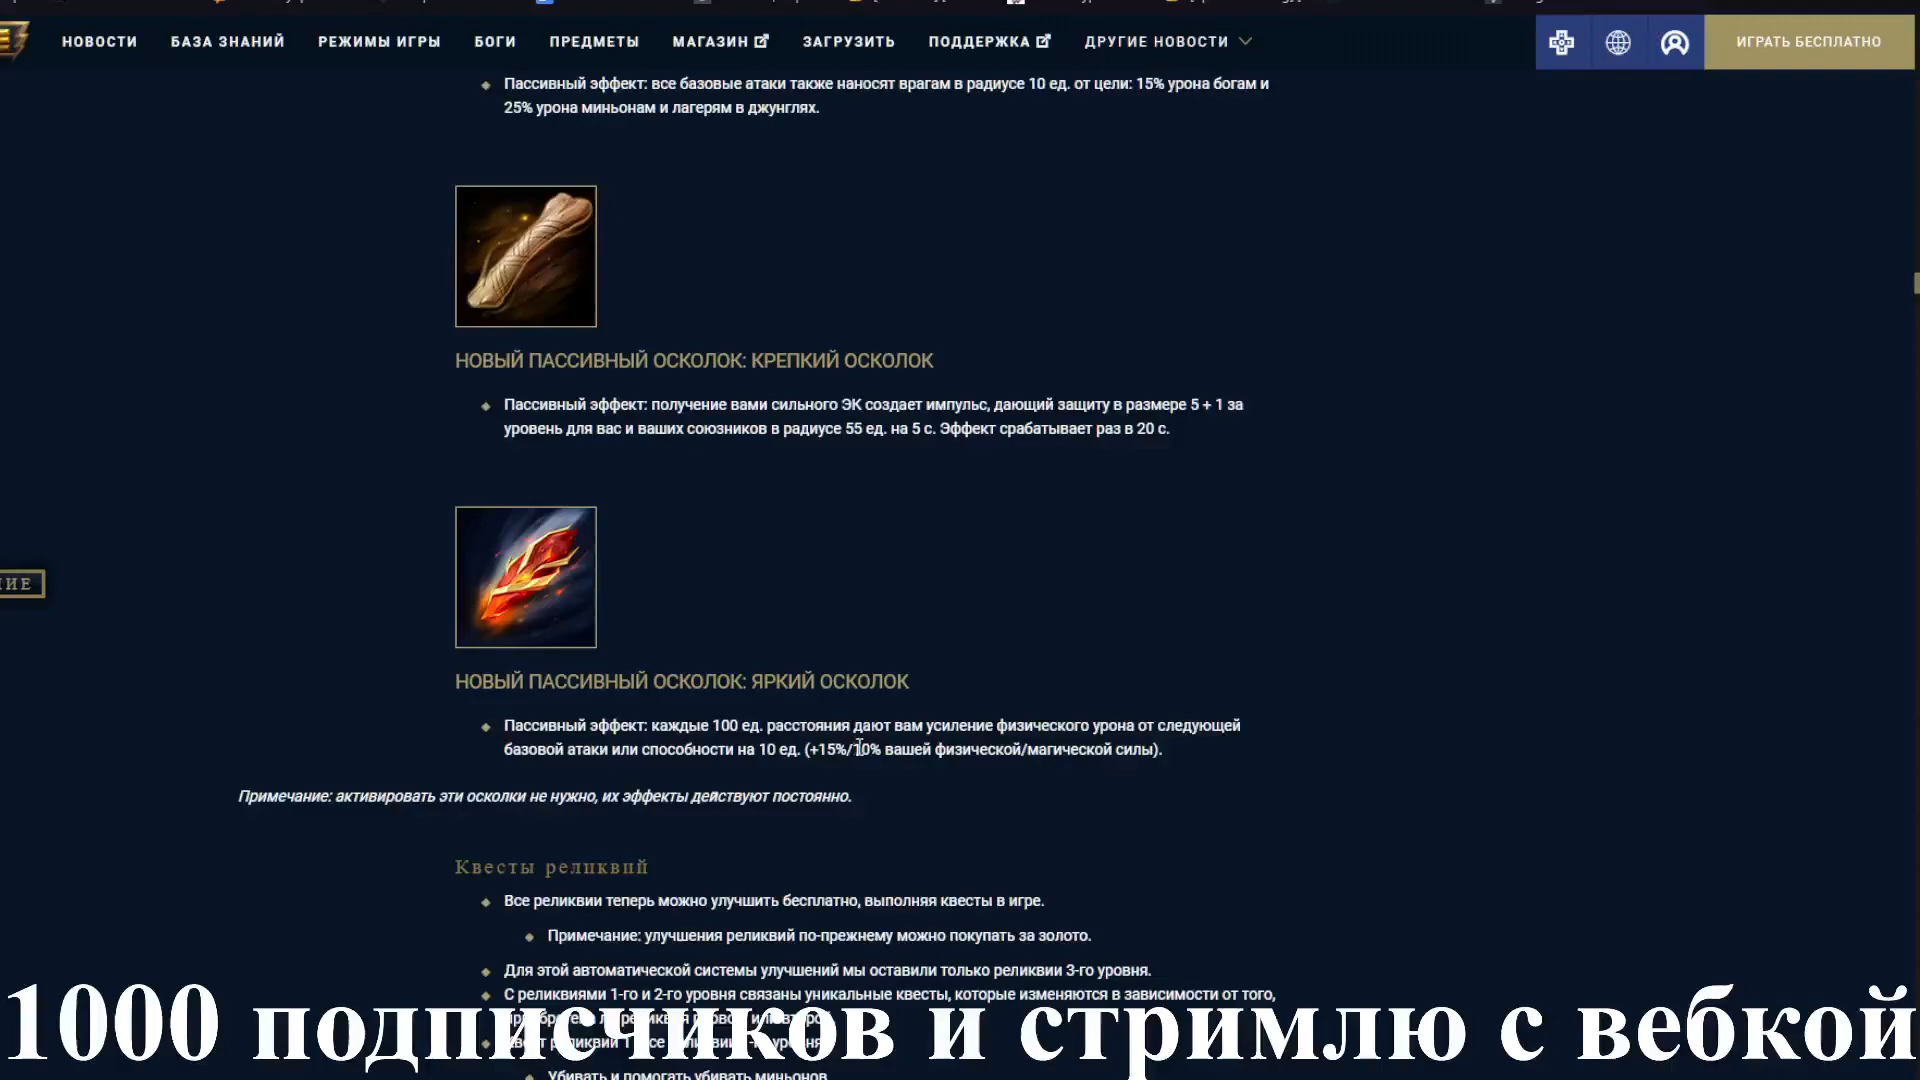 НОВОСТИ БАЗА ЗНАНИЙ РЕЖИМЫ ИГРЫ БОГИ ПРЕДМЕТЫ МАГАЗИН ЗАГРУЗИТЬ ПОДДЕРЖКА ДРУГИЕ НОВОСТИ ИГРАТЬ БЕСПЛАТНО
Пассивный эффект: все базовые атаки также наносят врагам в радиусе 10 ед. от цели: 15% урона богам и
25% урона миньонам и лагерям в джунглях.
НОВЫЙ ПАССИВНЫЙ ОСКОЛОК: КРЕПКИЙ ОСКОЛОК
Пассивный эффект: получение вами сильного ЭК создает импульс, дающий защиту в размере 5 + 1 за
уровень для вас и ваших союзников в радиусе 55 ед. на 5 с. Эффект срабатывает раз в 20 с.
НИЕ
НОВЫЙ ПАССИВНЫЙ ОСКОЛОК: ЯРКИЙ ОСКОЛОК
Пассивный эффект: каждые 100 ед. расстояния дают вам усиление физического урона от следующей
базовой атаки или способности на 10 ед. (+15%/10% вашей физической/магической силы).
Примечание: активировать эти осколки не нужно, их эффекты действуют постоянно.
Квесты реликвий
Все реликвии теперь можно улучшить бесплатно, выполняя квесты в игре.
Примечание: улучшения реликвий по-прежнему можно покупать за золото.
Для этой автоматической системы улучшений мы оставили только реликвии 3-го уровня.
С реликвиями 1-го и 2-го уровня связаны уникальные квесты, которые изменяются в зависимости от того,
1000 подписчиков и стримлю с вебкой
Убивать и помогать убивать миньонов